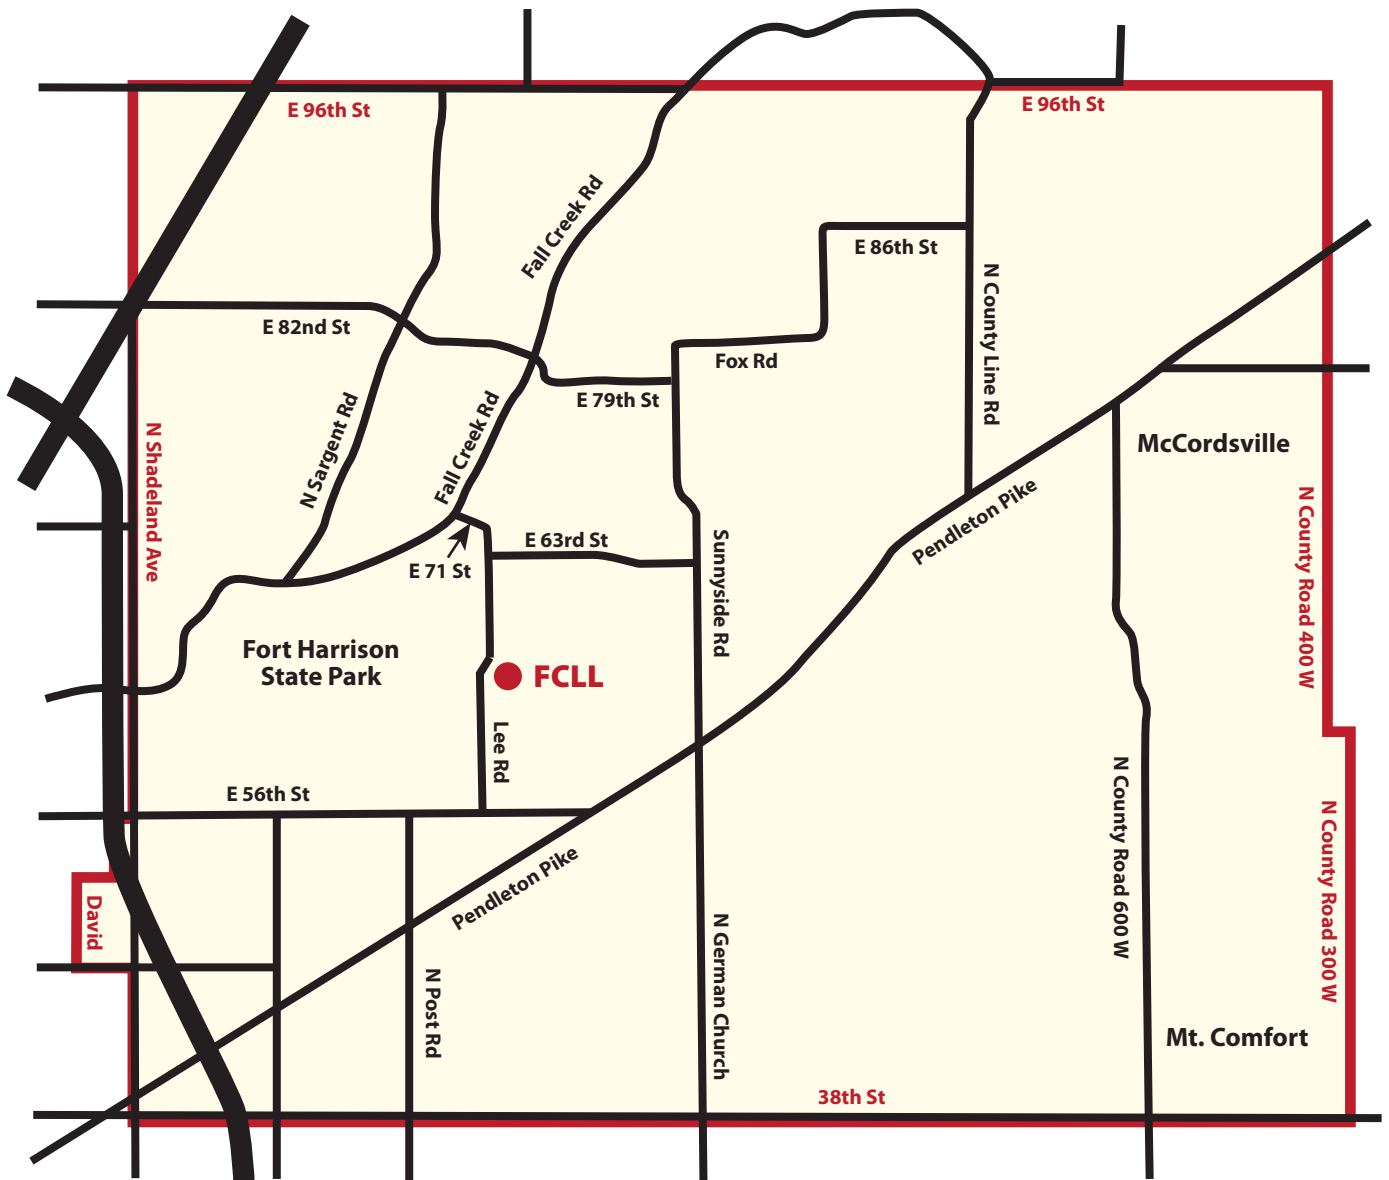 E 96th St
E 96th St
Fall Creek Rd
E 86th St
N County Line Rd
E 82nd St
Fox Rd
E 79th St
N Sargent Rd
Fall Creek Rd
N Shadeland Ave
McCordsville
Pendleton Pike
N County Road 400 W
E 63rd St
Sunnyside Rd
E 71 St
Fort Harrison
State Park
FCLL
Lee Rd
E 56th St
N County Road 600 W
N County Road 300 W
Pendleton Pike
David
N German Church
N Post Rd
Mt. Comfort
38th St